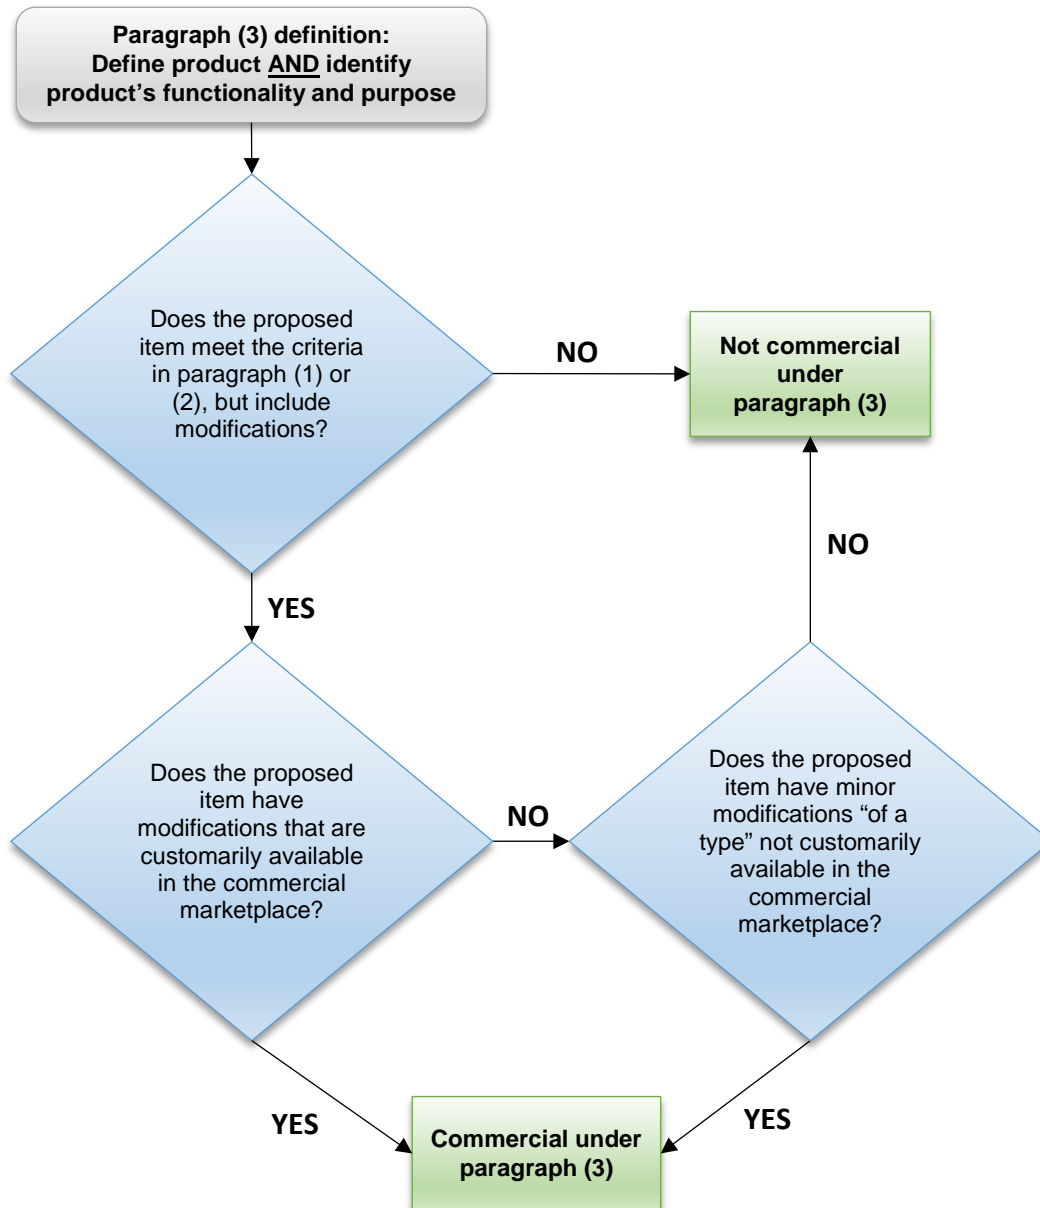 Paragraph (3) definition:
Define product AND identify
product’s functionality and purpose
Does the proposed
item meet the criteria
in paragraph (1) or
(2), but include
modifications?
NO
Not commercial
under
paragraph (3)
YES
NO
Does the proposed
item have
modifications that are
customarily available
in the commercial
marketplace?
NO
Does the proposed
item have minor
modifications “of a
type” not customarily
available in the
commercial
marketplace?
YES
YES
Commercial under
paragraph (3)